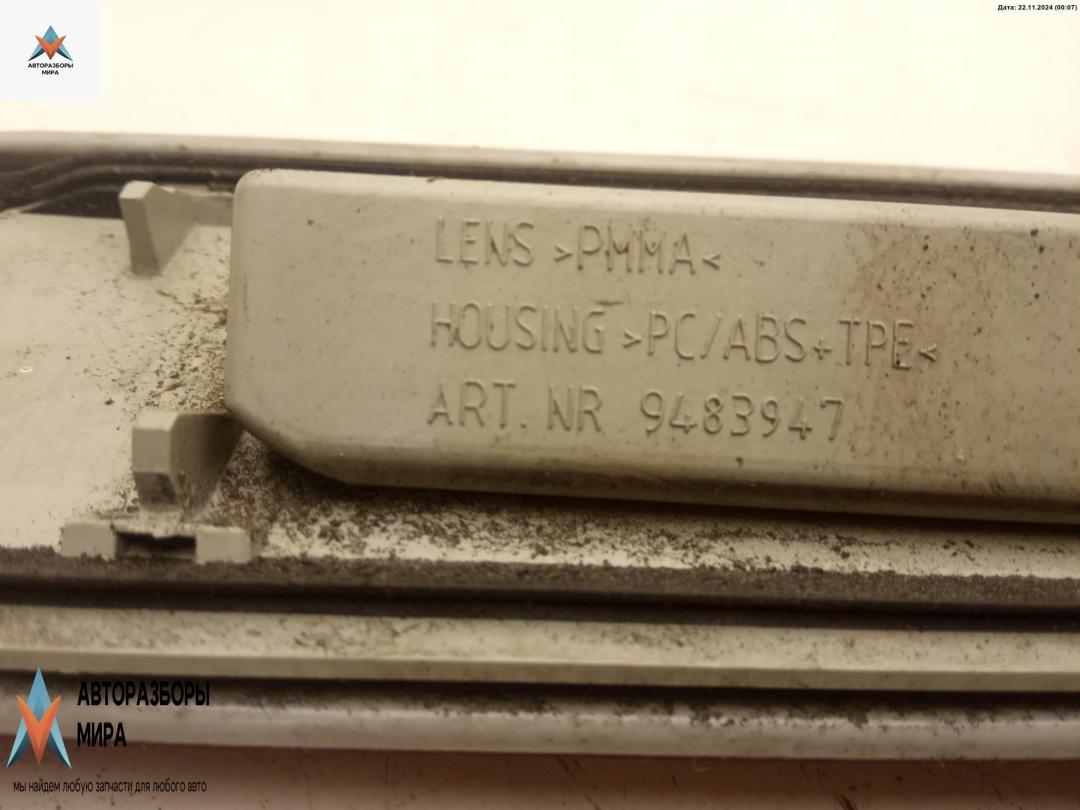 Дата: 22.11.2024 (00:07)
АВТОРАЗБОРЫ
МИРА
LENS >PMMA<
HOUSING >PC/ABS+TPE<
ART. NR 9483947
АВТОРАЗБОРЫ
МИРА
мы найдем любую запчасти для любого авто